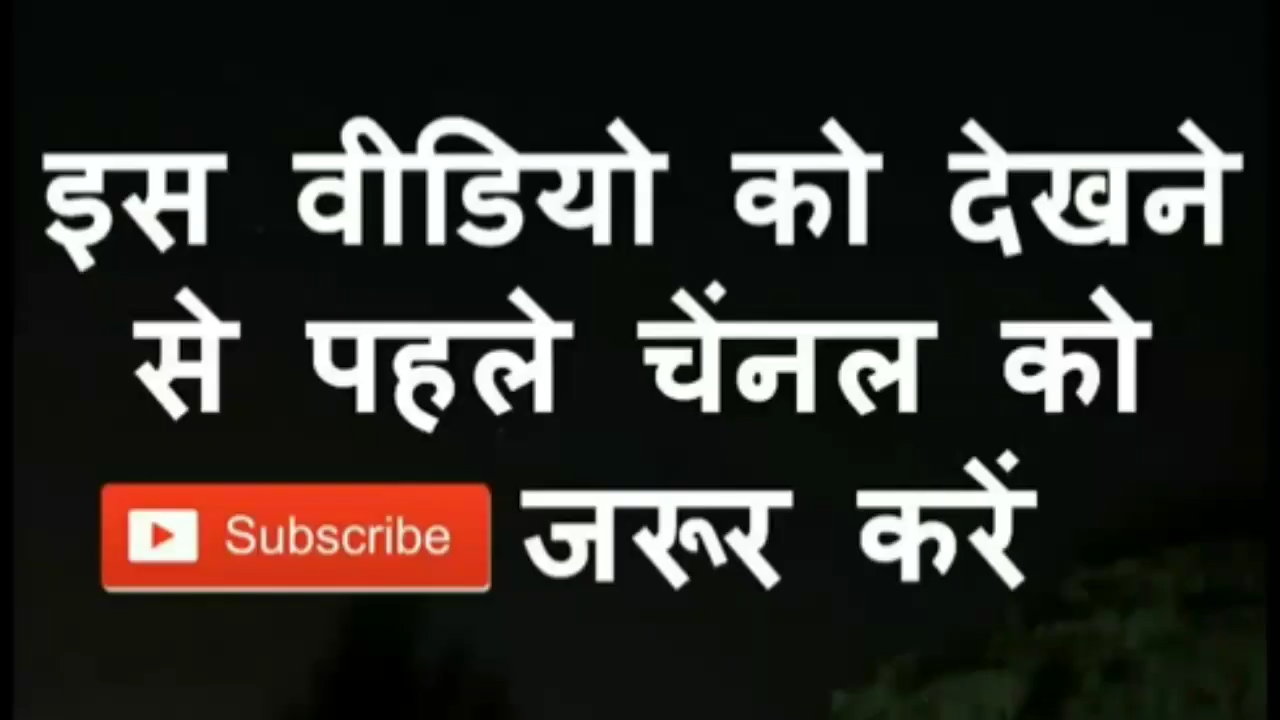 इस वीडियो को देखने
से पहले चेंनल को
Subscribe जरूर करें